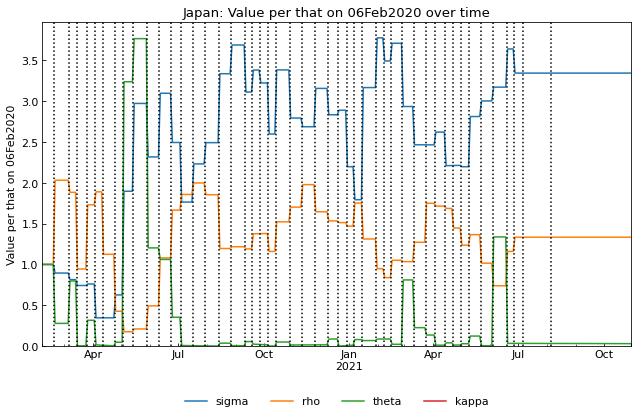 Japan: Value per that on 06Feb2020 over time
Value per that on 06Feb2020
3.5
3.0
2.5
2.0
1.5
1.0
0.5
0.0
Apr Jul Oct Jan Apr Jul Oct
2021
sigma rho theta kappa